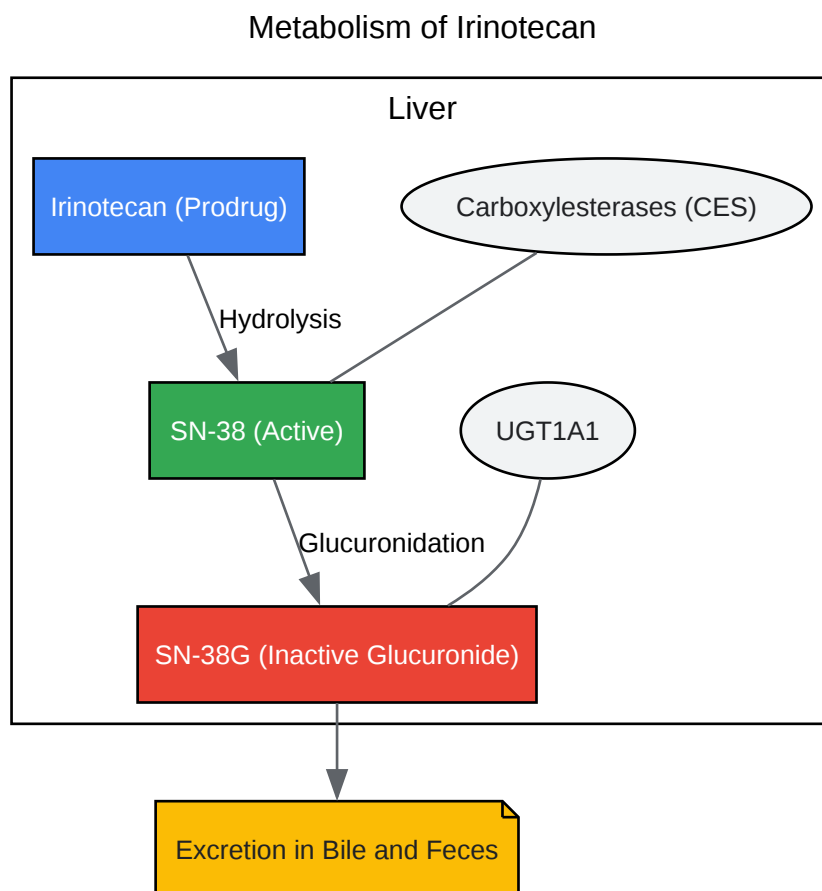 Metabolism of Irinotecan
Liver
Irinotecan (Prodrug)
Carboxylesterases (CES)
Hydrolysis
SN-38 (Active)
UGT1A1
Glucuronidation
SN-38G (Inactive Glucuronide)
Excretion in Bile and Feces